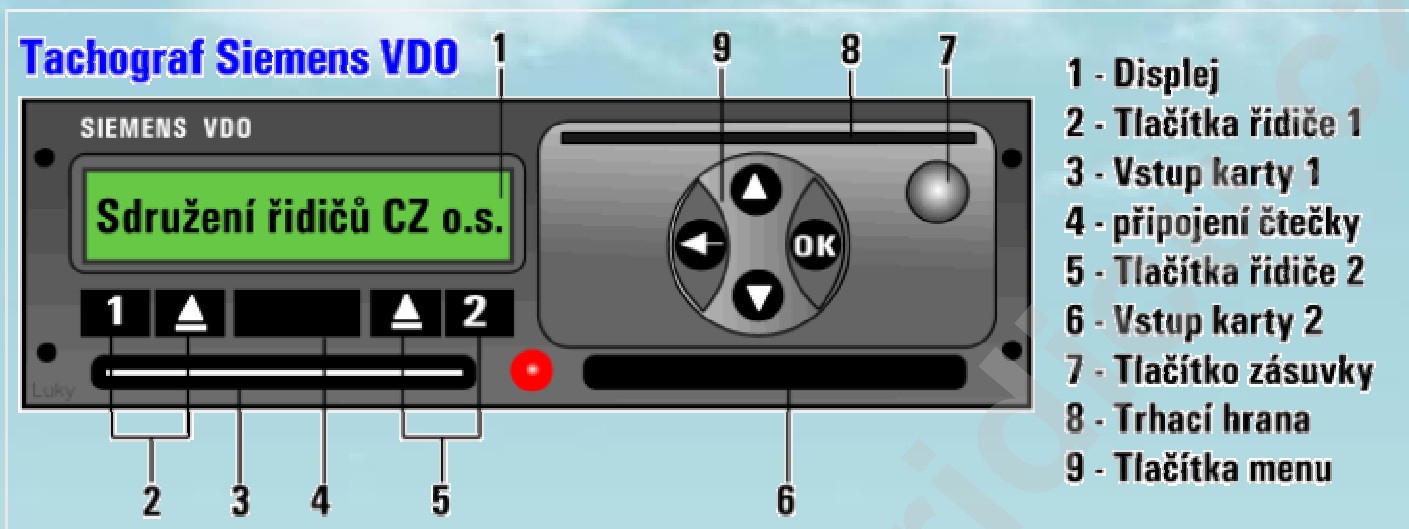 Tachograf Siemens VDO
1
9
8
7
SIEMENS VDO
Sdružení řidičů CZ o.s.
OK
1
2
Luky
2
3
4
5
6
1 - Displej
2 - Tlačítka řidiče 1
3 - Vstup karty 1
4 - připojení čtečky
5 - Tlačítka řidiče 2
6 - Vstup karty 2
7 - Tlačítko zásuvky
8 - Trhací hrana
9 - Tlačítka menu